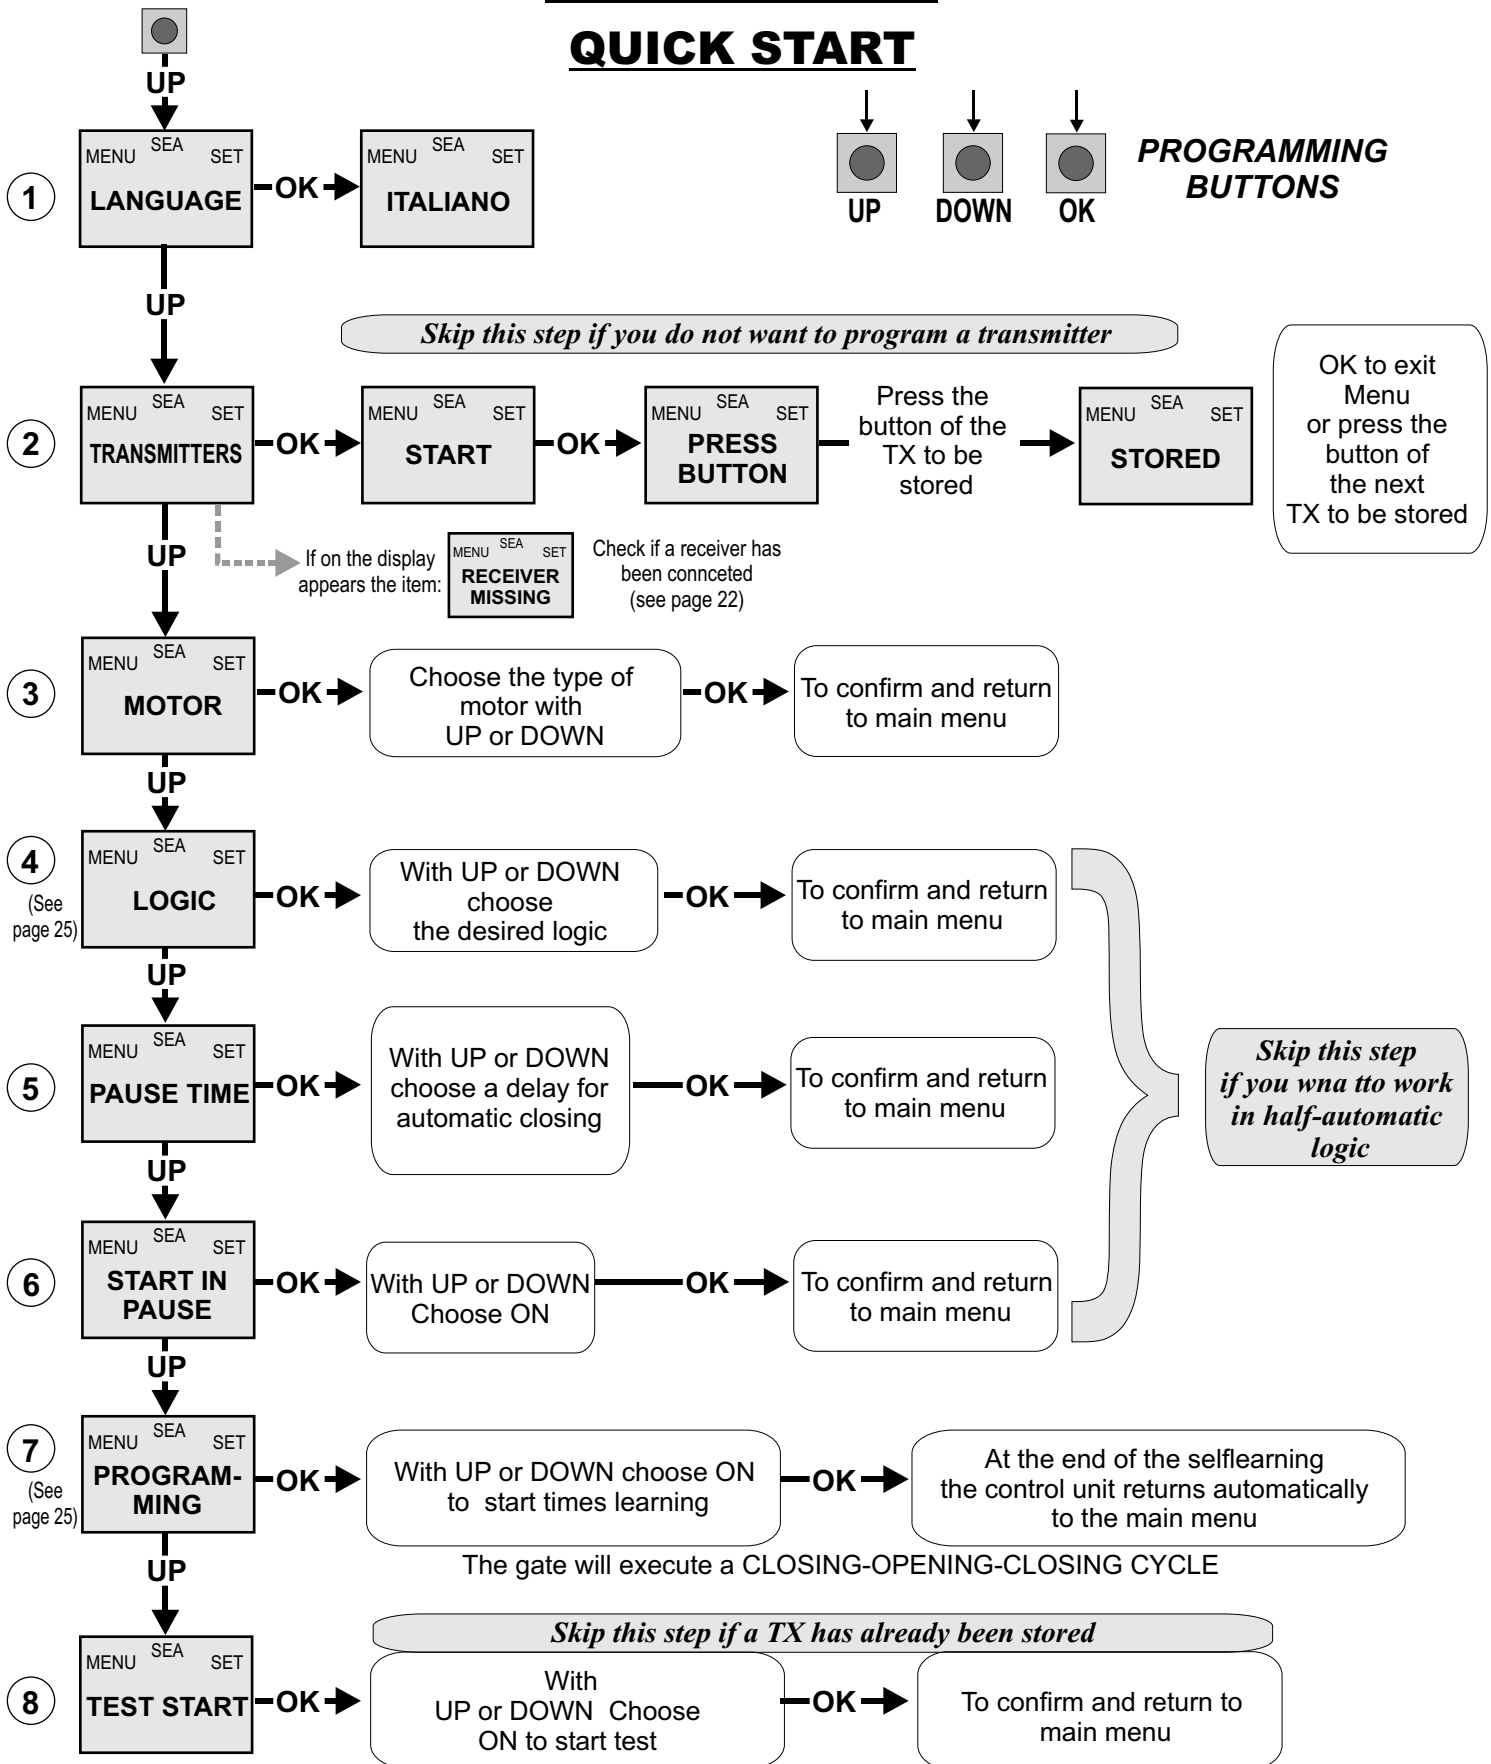 QUICK START
UP
PROGRAMMING
BUTTONS
UP DOWN OK
1
MENU SEA SET
LANGUAGE
OK
MENU SEA SET
ITALIANO
UP
Skip this step if you do not want to program a transmitter
2
MENU SEA SET
TRANSMITTERS
OK
MENU SEA SET
START
OK
MENU SEA SET
PRESS
BUTTON
Press the
button of the
TX to be
stored
MENU SEA SET
STORED
OK to exit
Menu
or press the
button of
the next
TX to be stored
UP
If on the display
appears the item:
MENU SEA SET
RECEIVER
MISSING
Check if a receiver has
been connceted
(see page 22)
3
MENU SEA SET
MOTOR
OK
Choose the type of
motor with
UP or DOWN
OK
To confirm and return
to main menu
UP
4
(See
page 25)
MENU SEA SET
LOGIC
OK
With UP or DOWN
choose
the desired logic
OK
To confirm and return
to main menu
UP
5
MENU SEA SET
PAUSE TIME
OK
With UP or DOWN
choose a delay for
automatic closing
OK
To confirm and return
to main menu
Skip this step
if you wna tto work
in half-automatic
logic
UP
6
MENU SEA SET
START IN
PAUSE
OK
With UP or DOWN
Choose ON
OK
To confirm and return
to main menu
UP
7
(See
page 25)
MENU SEA SET
PROGRAM-
MING
OK
With UP or DOWN choose ON
to start times learning
OK
At the end of the selflearning
the control unit returns automatically
to the main menu
The gate will execute a CLOSING-OPENING-CLOSING CYCLE
UP
Skip this step if a TX has already been stored
8
MENU SEA SET
TEST START
OK
With
UP or DOWN Choose
ON to start test
OK
To confirm and return to
main menu